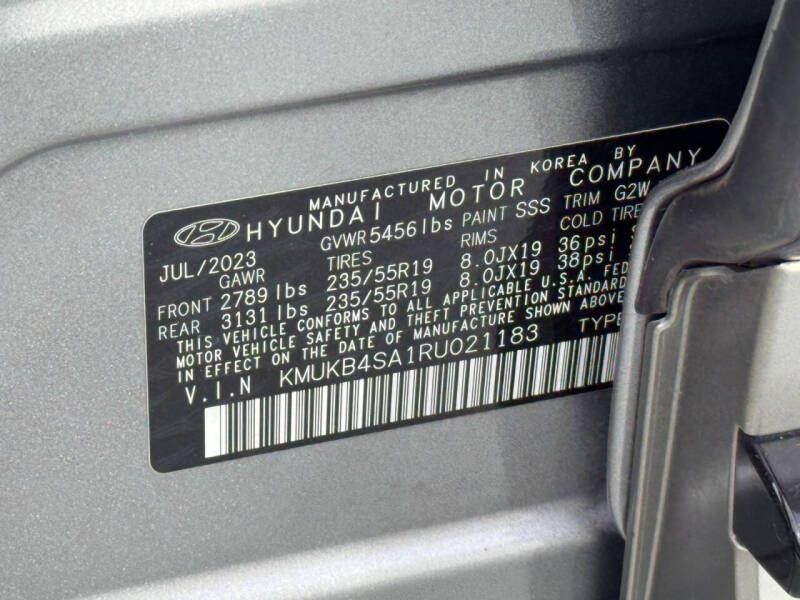 MANUFACTURED IN KOREA BY
HYUNDAI MOTOR COMPANY
JUL/2023 GVWR 5456 lbs PAINT SSS TRIM G2W
GAWR TIRES RIMS COLD TIRE
FRONT 2789 lbs 235/55R19 8.0JX19 36psi
REAR 3131 lbs 235/55R19 8.0JX19 38psi
THIS VEHICLE CONFORMS TO ALL APPLICABLE U.S.A. FED
MOTOR VEHICLE SAFETY AND THEFT PREVENTION STANDARD
IN EFFECT ON THE DATE OF MANUFACTURE SHOWN ABOVE
V.I.N KMUKB4SA1RU021183 TYPE